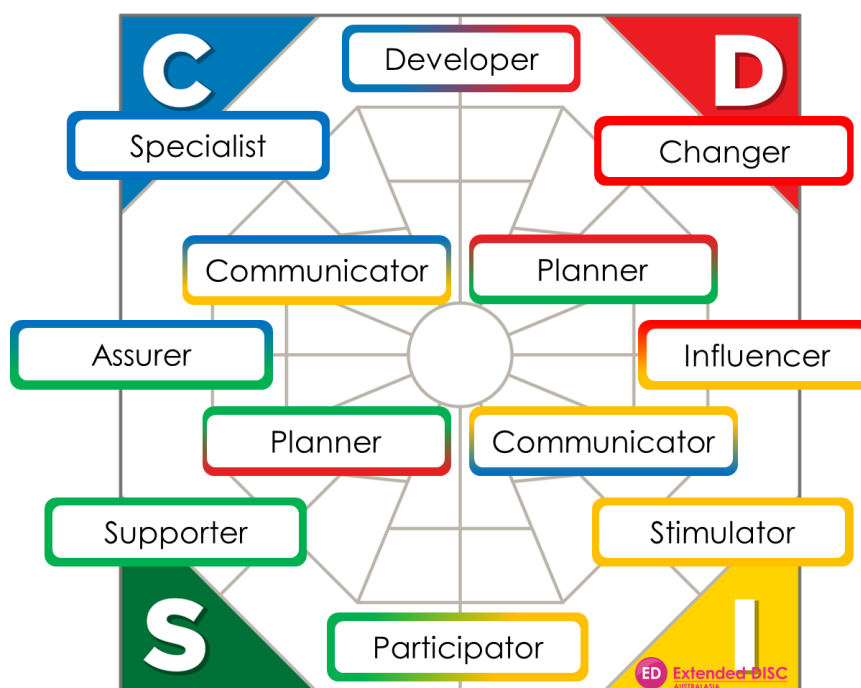 C
Developer
D
Specialist
Changer
Communicator
Planner
Assurer
Influencer
Planner
Communicator
Supporter
Stimulator
S
Participator
I
ED Extended DISC
AUSTRALASIA